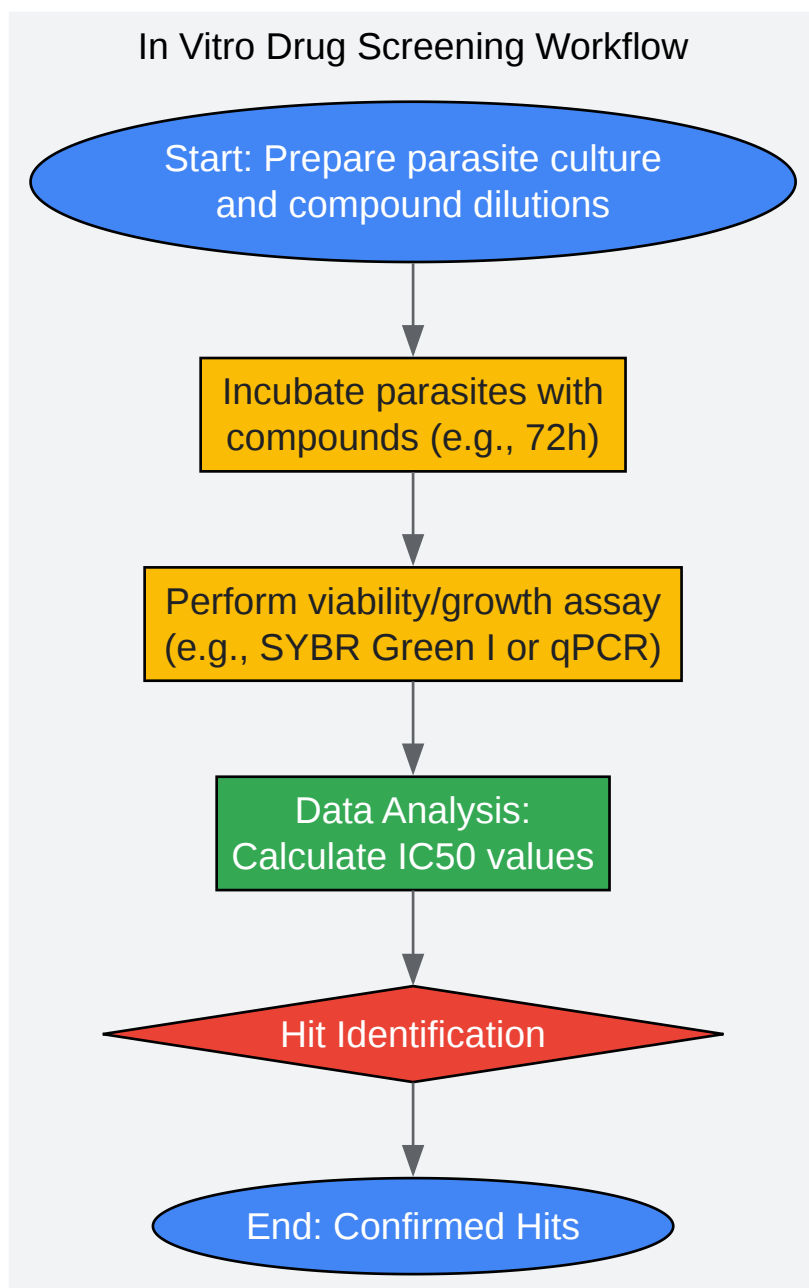 In Vitro Drug Screening Workflow
Start: Prepare parasite culture
and compound dilutions
Incubate parasites with
compounds (e.g., 72h)
Perform viability/growth assay
(e.g., SYBR Green I or qPCR)
Data Analysis:
Calculate IC50 values
Hit Identification
End: Confirmed Hits